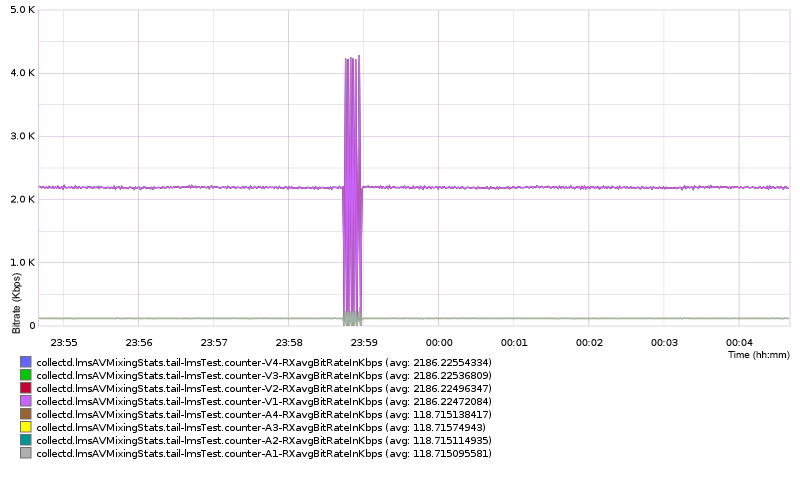 5.0 K
4.0 K
3.0 K
2.0 K
1.0 K
0
Bitrate (Kbps)
23:55 23:56 23:57 23:58 23:59 00:00 00:01 00:02 00:03 00:04
Time (hh:mm)
collectd.lmsAVMixingStats.tail-lmsTest.counter-V4-RXavgBitRateInKbps (avg: 2186.22554334)
collectd.lmsAVMixingStats.tail-lmsTest.counter-V3-RXavgBitRateInKbps (avg: 2186.22536809)
collectd.lmsAVMixingStats.tail-lmsTest.counter-V2-RXavgBitRateInKbps (avg: 2186.22496347)
collectd.lmsAVMixingStats.tail-lmsTest.counter-V1-RXavgBitRateInKbps (avg: 2186.22472084)
collectd.lmsAVMixingStats.tail-lmsTest.counter-A4-RXavgBitRateInKbps (avg: 118.715138417)
collectd.lmsAVMixingStats.tail-lmsTest.counter-A3-RXavgBitRateInKbps (avg: 118.71574943)
collectd.lmsAVMixingStats.tail-lmsTest.counter-A2-RXavgBitRateInKbps (avg: 118.715114935)
collectd.lmsAVMixingStats.tail-lmsTest.counter-A1-RXavgBitRateInKbps (avg: 118.715095581)